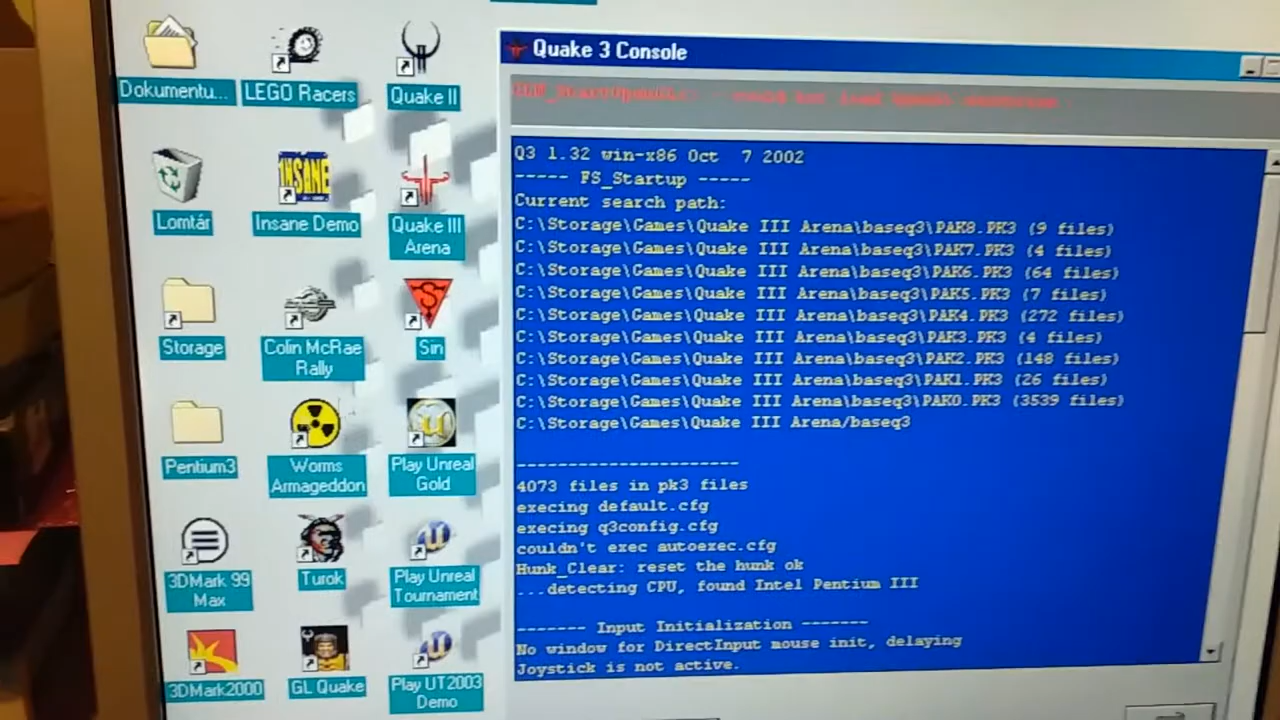 Dokumentu...
LEGO Racers
Quake II
Lomtár
INSANE
Insane Demo
Quake III
Arena
Storage
Colin McRae
Rally
Sin
Pentium3
Worms
Armageddon
Play Unreal
Gold
3DMark 99
Max
Turok
Play Unreal
Tournament
3DMark2000
GL Quake
Play UT2003
Demo
Quake 3 Console
could not load OpenGL subsystem
Q3 1.32 win-x86 Oct 7 2002
----- FS_Startup -----
Current search path:
C:\Storage\Games\Quake III Arena\baseq3\PAK8.PK3 (9 files)
C:\Storage\Games\Quake III Arena\baseq3\PAK7.PK3 (4 files)
C:\Storage\Games\Quake III Arena\baseq3\PAK6.PK3 (64 files)
C:\Storage\Games\Quake III Arena\baseq3\PAK5.PK3 (7 files)
C:\Storage\Games\Quake III Arena\baseq3\PAK4.PK3 (272 files)
C:\Storage\Games\Quake III Arena\baseq3\PAK3.PK3 (4 files)
C:\Storage\Games\Quake III Arena\baseq3\PAK2.PK3 (148 files)
C:\Storage\Games\Quake III Arena\baseq3\PAK1.PK3 (26 files)
C:\Storage\Games\Quake III Arena\baseq3\PAK0.PK3 (3539 files)
C:\Storage\Games\Quake III Arena/baseq3
----------------------
4073 files in pk3 files
execing default.cfg
execing q3config.cfg
couldn't exec autoexec.cfg
Hunk_Clear: reset the hunk ok
...detecting CPU, found Intel Pentium III
------- Input Initialization -------
No window for DirectInput mouse init, delaying
Joystick is not active.